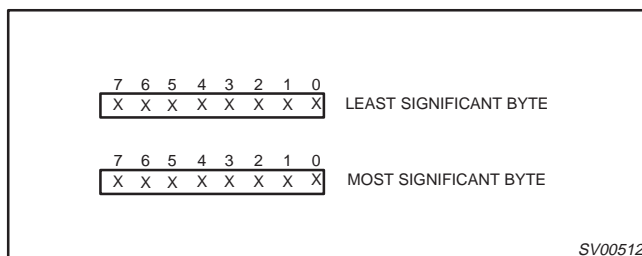 7 6 5 4 3 2 1 0
X X X X X X X X LEAST SIGNIFICANT BYTE
7 6 5 4 3 2 1 0
X X X X X X X X MOST SIGNIFICANT BYTE
SV00512